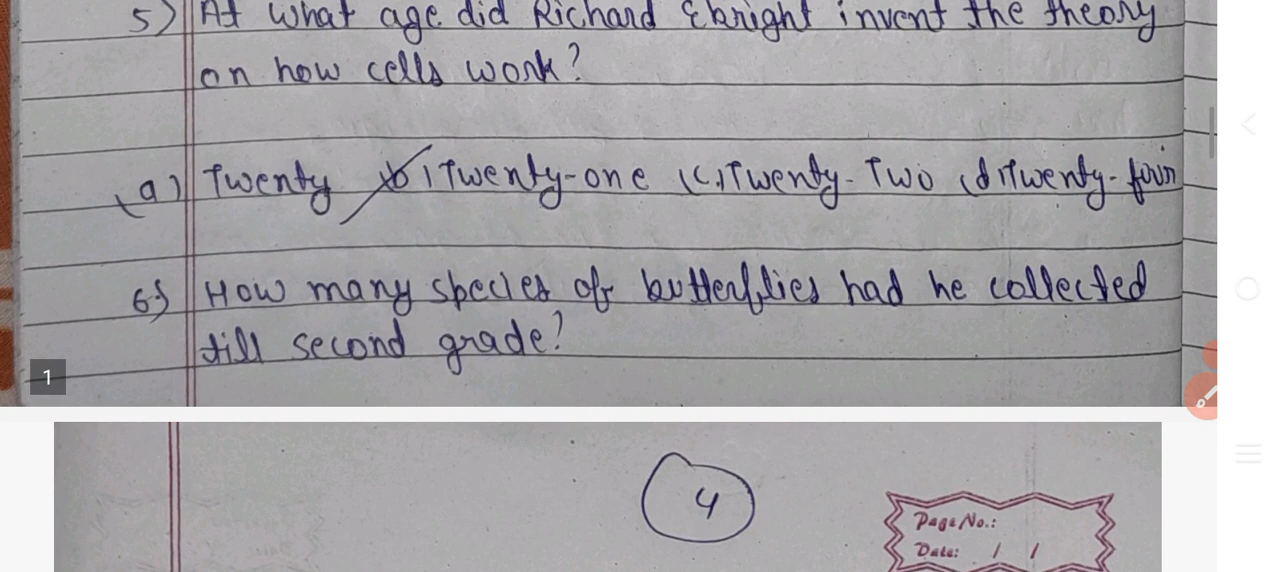 5) At what age did Richard Ebright invent the theory
on how cells work?
(a) Twenty (b) Twenty-one (C) Twenty-Two (d) Twenty-four
6) How many species of butterflies had he collected
till second grade?
1
4
Page No.:
Date: / /